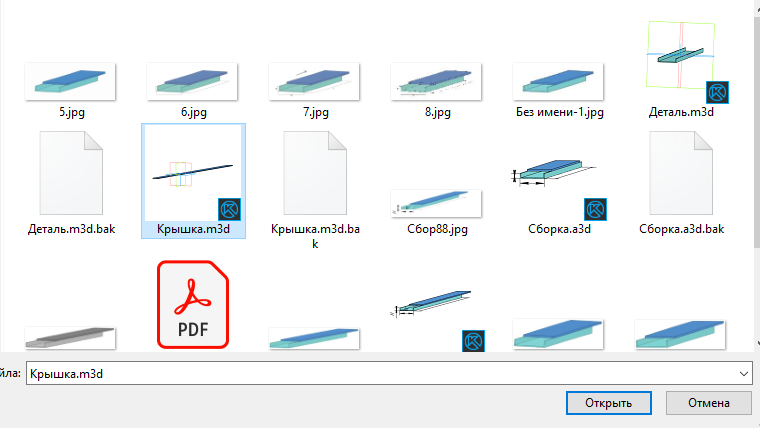 5.jpg
6.jpg
7.jpg
8.jpg
Без имени-1.jpg
Деталь.m3d
Деталь.m3d.bak
Крышка.m3d
Крышка.m3d.ba
k
Сбор88.jpg
Сборка.a3d
Сборка.a3d.bak
PDF
йла:
Крышка.m3d
Открыть
Отмена